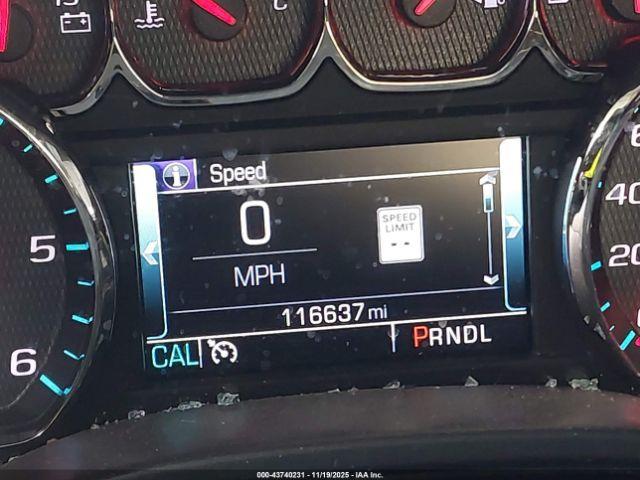 Speed
0
MPH
SPEED
LIMIT
--
116637 mi
CAL
PRNDL
5
6
40
20
C
000-43740231 - 11/19/2025 - IAA Inc.